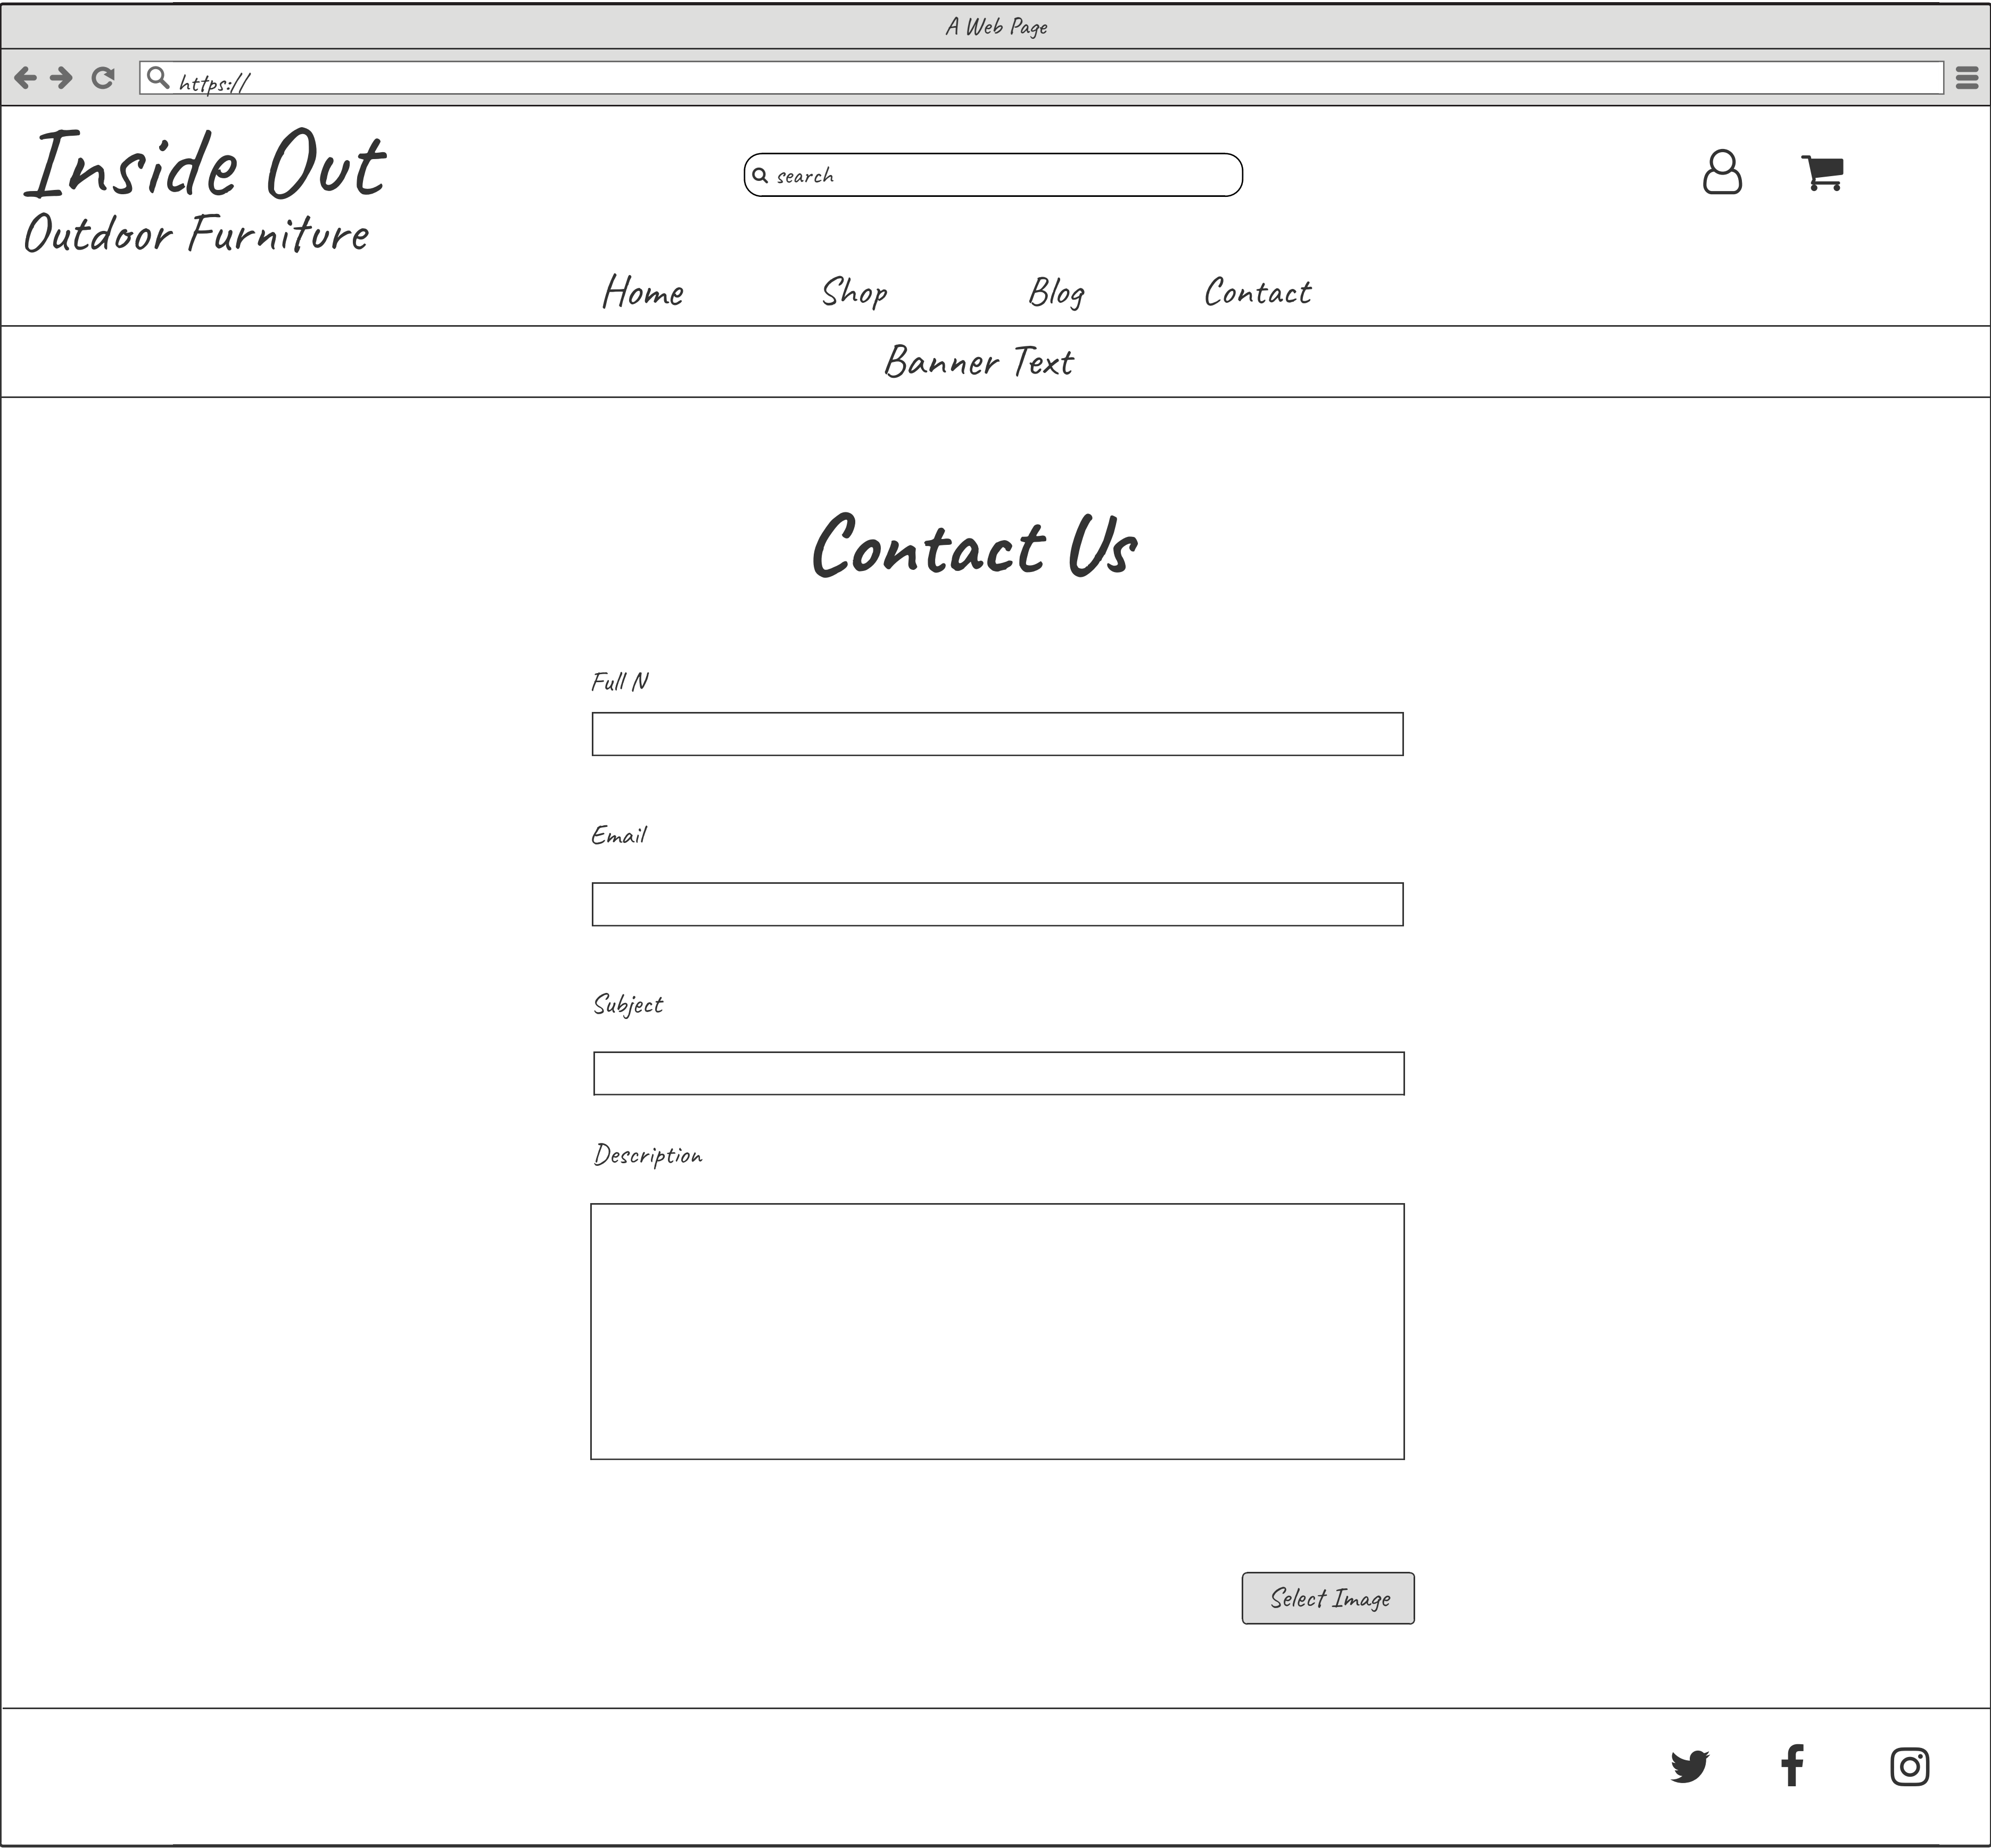 A Web Page
https://
Inside Out
search
Outdoor Furniture
Home Shop Blog Contact
Banner Text
Contact Us
Full N
Email
Subject
Description
Select Image